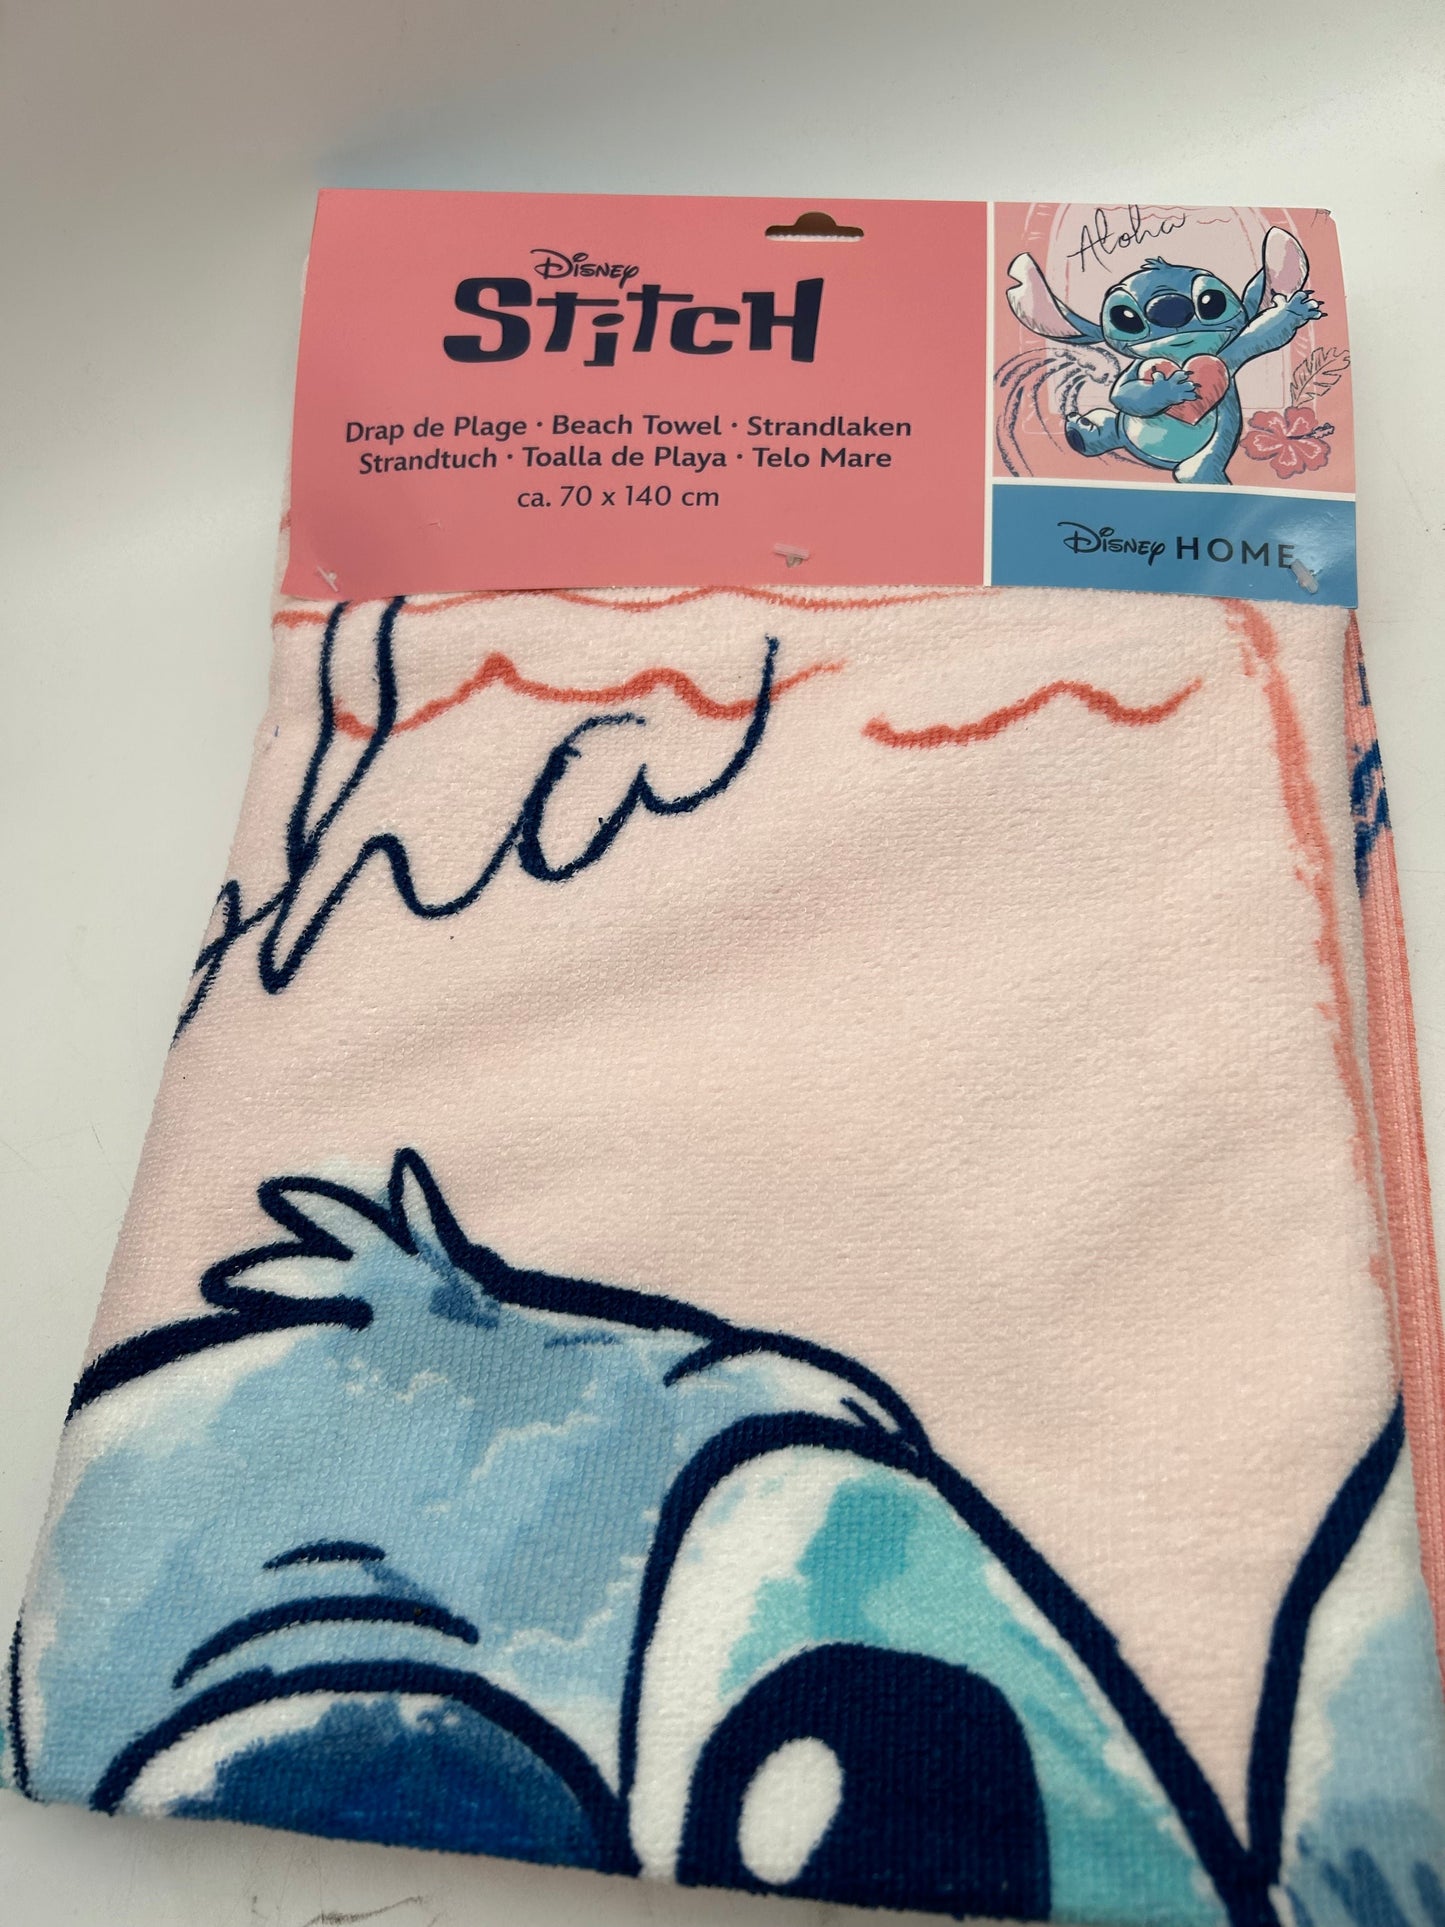 Disney
Stitch
Drap de Plage · Beach Towel · Strandlaken
Strandtuch · Toalla de Playa · Telo Mare
ca. 70 x 140 cm
Aloha
Disney HOME